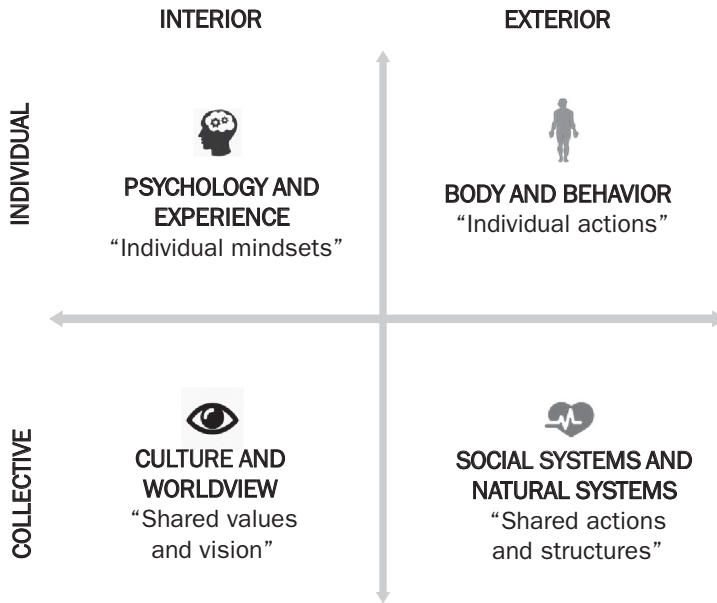 INTERIOR
EXTERIOR
INDIVIDUAL
PSYCHOLOGY AND
EXPERIENCE
“Individual mindsets”
BODY AND BEHAVIOR
“Individual actions”
COLLECTIVE
CULTURE AND
WORLDVIEW
“Shared values
and vision”
SOCIAL SYSTEMS AND
NATURAL SYSTEMS
“Shared actions
and structures”